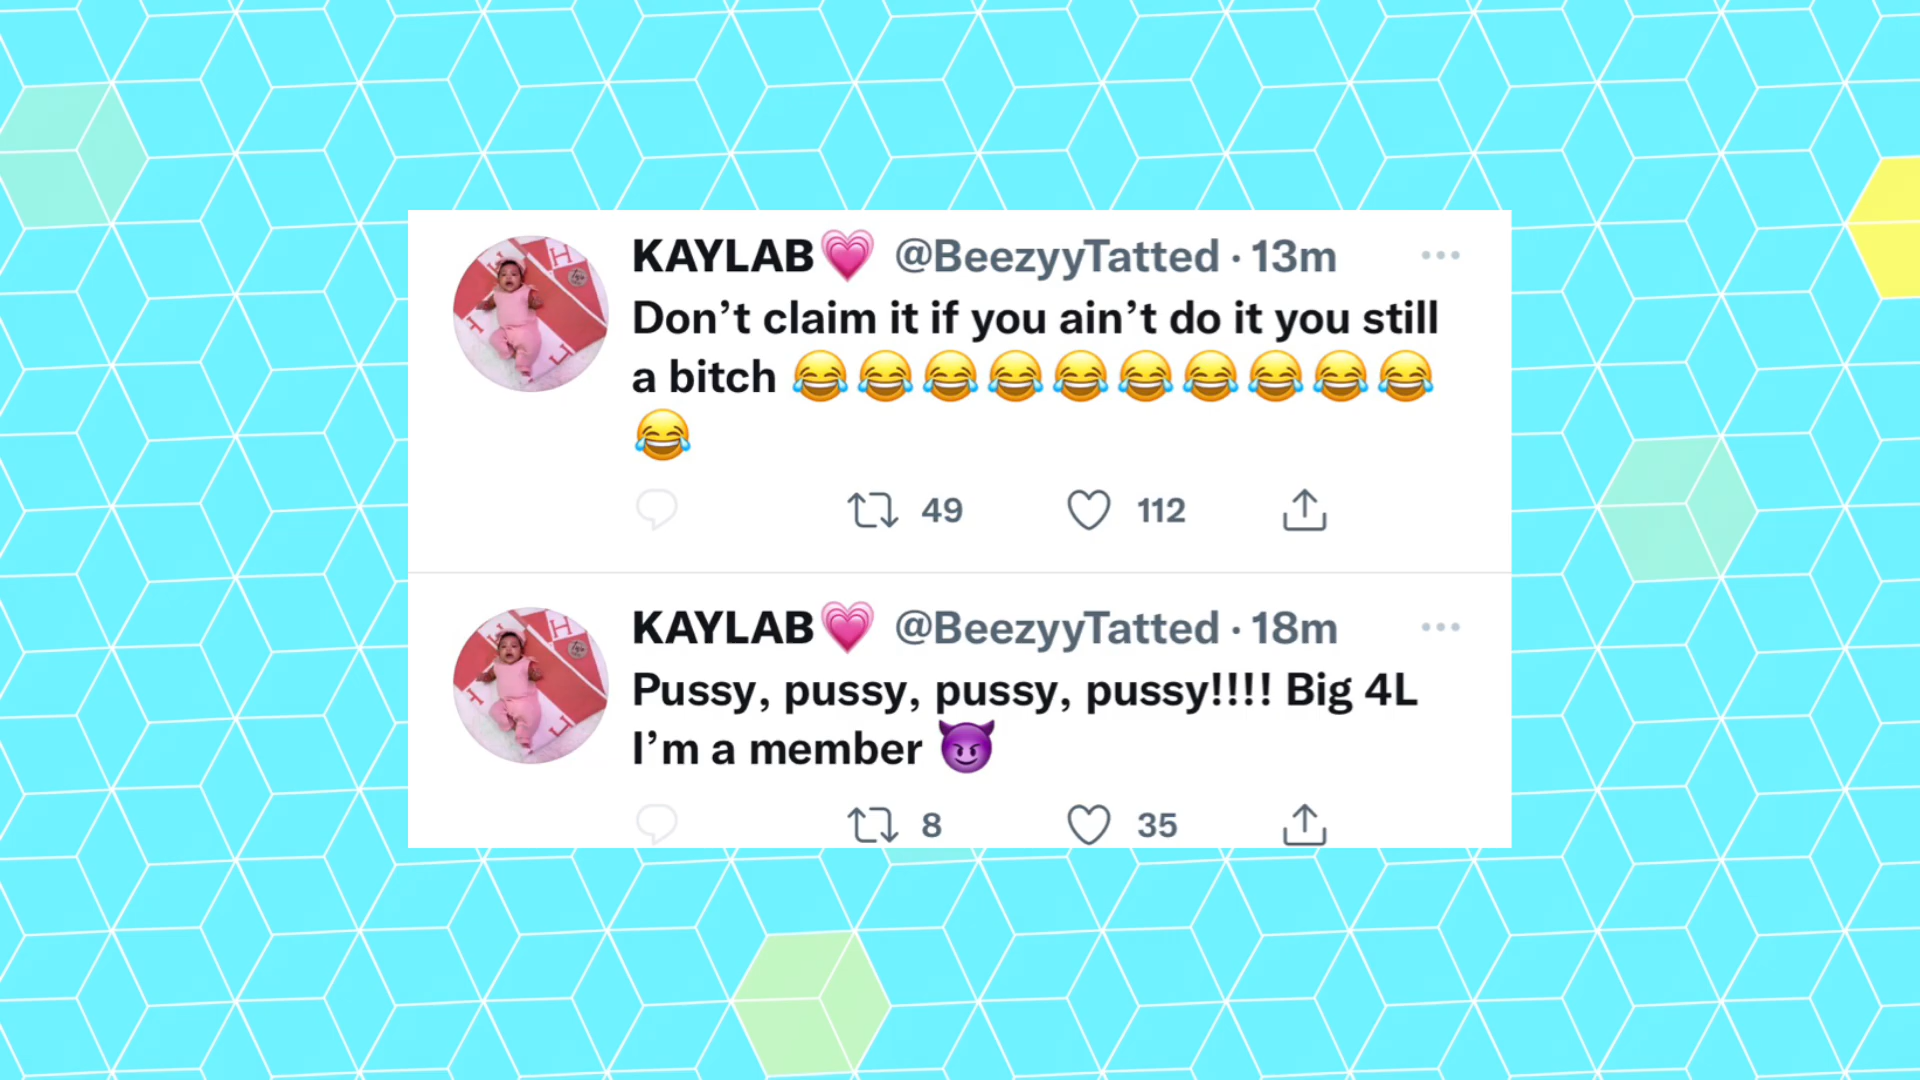 KAYLAB💗 @BeezyyTatted · 13m
Don’t claim it if you ain’t do it you still
a bitch 😂😂😂😂😂😂😂😂😂😂
😂
49 112
KAYLAB💗 @BeezyyTatted · 18m
Pussy, pussy, pussy, pussy!!!! Big 4L
I’m a member 😈
8 35